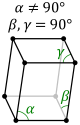 α ≠ 90°
β, γ = 90°
γ
β
α